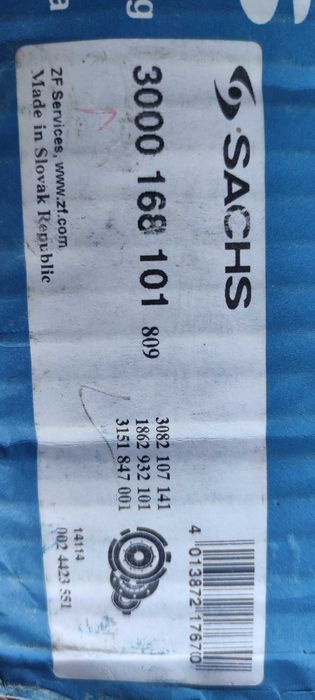 SACHS
3000 168 101 809
ZF Services, www.zf.com
Made in Slovak Republic
3082 107 141
1862 932 101
3151 847 001
14114
002 4423 551
4 013872 17670
g
a